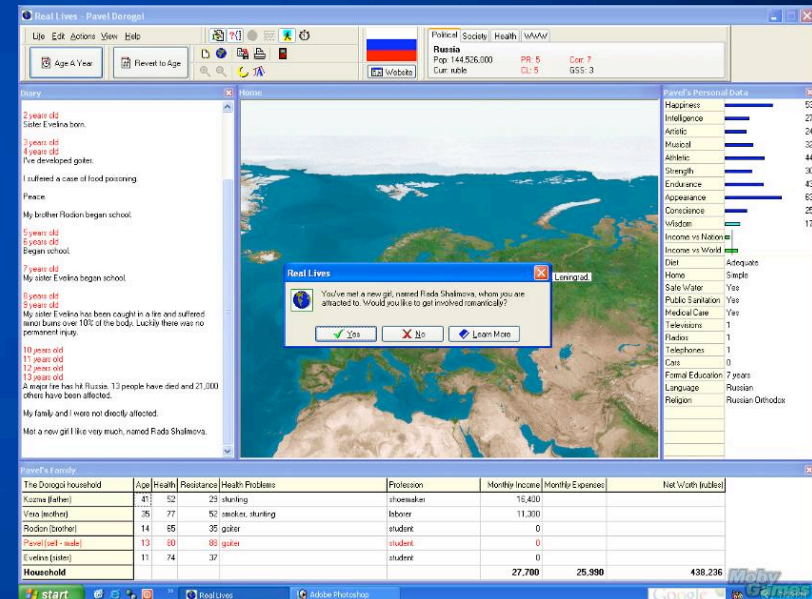 Real Lives - Pavel Dorogoi
Life Edit Actions View Help
Age A Year
Revert to Age
Website
Political Society Health WWW
Russia
Pop: 144,526,000 PR: 5 Corr: 7
Curr: ruble CL: 5 GSS: 3
Diary
2 years old
Sister Evelina born.
3 years old
4 years old
I've developed goiter.
I suffered a case of food poisoning.
Peace
My brother Rodion began school.
5 years old
6 years old
Began school.
7 years old
My sister Evelina began school.
8 years old
9 years old
My sister Evelina has been caught in a fire and suffered
minor burns over 10% of the body. Luckily there was no
permanent injury.
10 years old
11 years old
12 years old
13 years old
A major fire has hit Russia. 13 people have died and 21,000
others have been affected.
My family and I were not directly affected.
Met a new girl I like very much, named Rada Shalimova.
Home
Leningrad
Real Lives
You've met a new girl, named Rada Shalimova, whom you are
attracted to. Would you like to get involved romantically?
Yes No Learn More
Pavel's Personal Data
Happiness 53
Intelligence 27
Artistic 24
Musical 32
Athletic 44
Strength 30
Endurance 43
Appearance 63
Conscience 25
Wisdom 17
Income vs Nation
Income vs World
Diet Adequate
Home Simple
Safe Water Yes
Public Sanitation Yes
Medical Care Yes
Televisions 1
Radios 1
Telephones 1
Cars 0
Formal Education 7 years
Language Russian
Religion Russian Orthodox
Pavel's Family
The Dorogoi household Age Health Resistance Health Problems Profession Monthly Income Monthly Expenses Net Worth (rubles)
Kozma (father) 41 52 29 stunting shoemaker 16,400
Vera (mother) 35 77 52 smoker, stunting laborer 11,300
Rodion (brother) 14 65 35 goiter student 0
Pavel (self - male) 13 80 88 goiter student 0
Evelina (sister) 11 74 37 student 0
Household 27,700 25,990 438,236
start
Real Lives
Adobe Photoshop
Google
Moby
Games